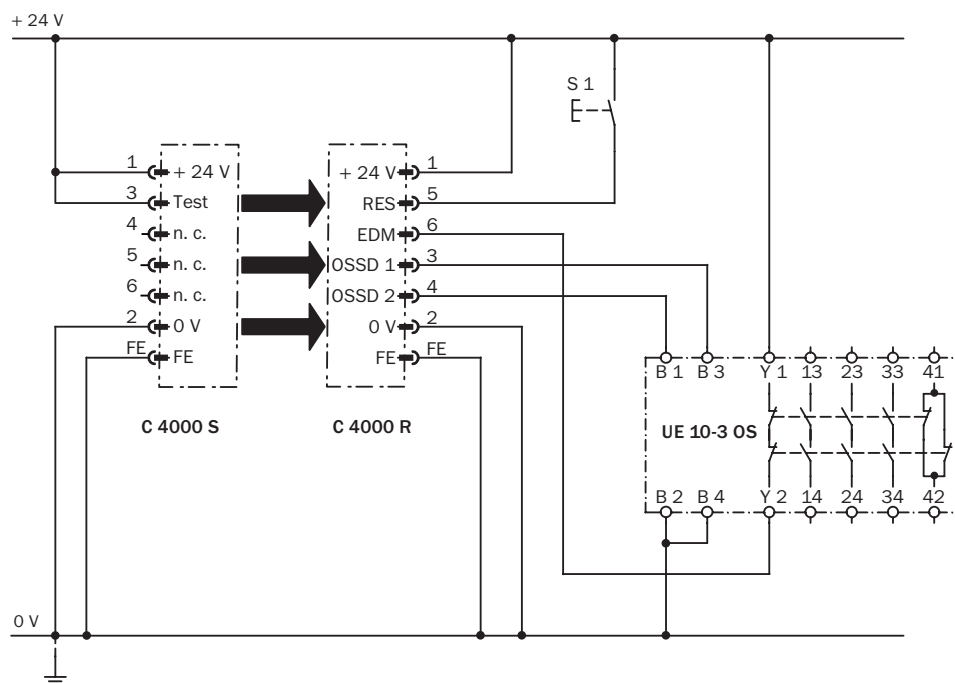 + 24 V
S 1
1 + 24 V
3 Test
4 n. c.
5 n. c.
6 n. c.
2 0 V
FE FE
C 4000 S
+ 24 V 1
RES 5
EDM 6
OSSD 1 3
OSSD 2 4
0 V 2
FE FE
C 4000 R
B 1 B 3 Y 1 13 23 33 41
UE 10-3 OS
B 2 B 4 Y 2 14 24 34 42
0 V